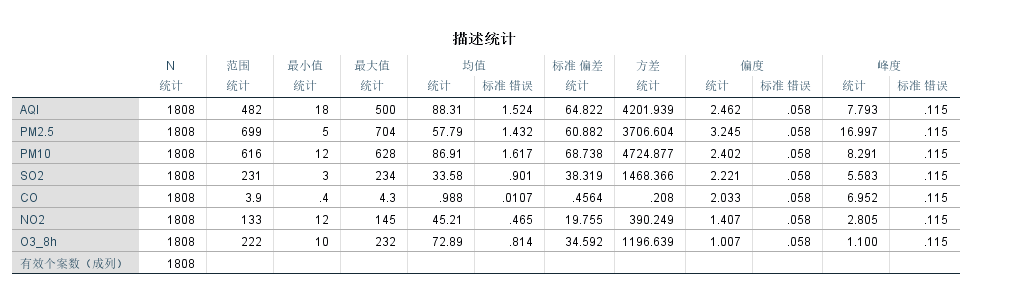 描述统计
N 范围 最小值 最大值 均值 标准 偏差 方差 偏度 峰度
统计 统计 统计 统计 统计 标准 错误 统计 统计 统计 标准 错误 统计 标准 错误
AQI 1808 482 18 500 88.31 1.524 64.822 4201.939 2.462 .058 7.793 .115
PM2.5 1808 699 5 704 57.79 1.432 60.882 3706.604 3.245 .058 16.997 .115
PM10 1808 616 12 628 86.91 1.617 68.738 4724.877 2.402 .058 8.291 .115
SO2 1808 231 3 234 33.58 .901 38.319 1468.366 2.221 .058 5.583 .115
CO 1808 3.9 .4 4.3 .988 .0107 .4564 .208 2.033 .058 6.952 .115
NO2 1808 133 12 145 45.21 .465 19.755 390.249 1.407 .058 2.805 .115
O3_8h 1808 222 10 232 72.89 .814 34.592 1196.639 1.007 .058 1.100 .115
有效个案数（成列） 1808